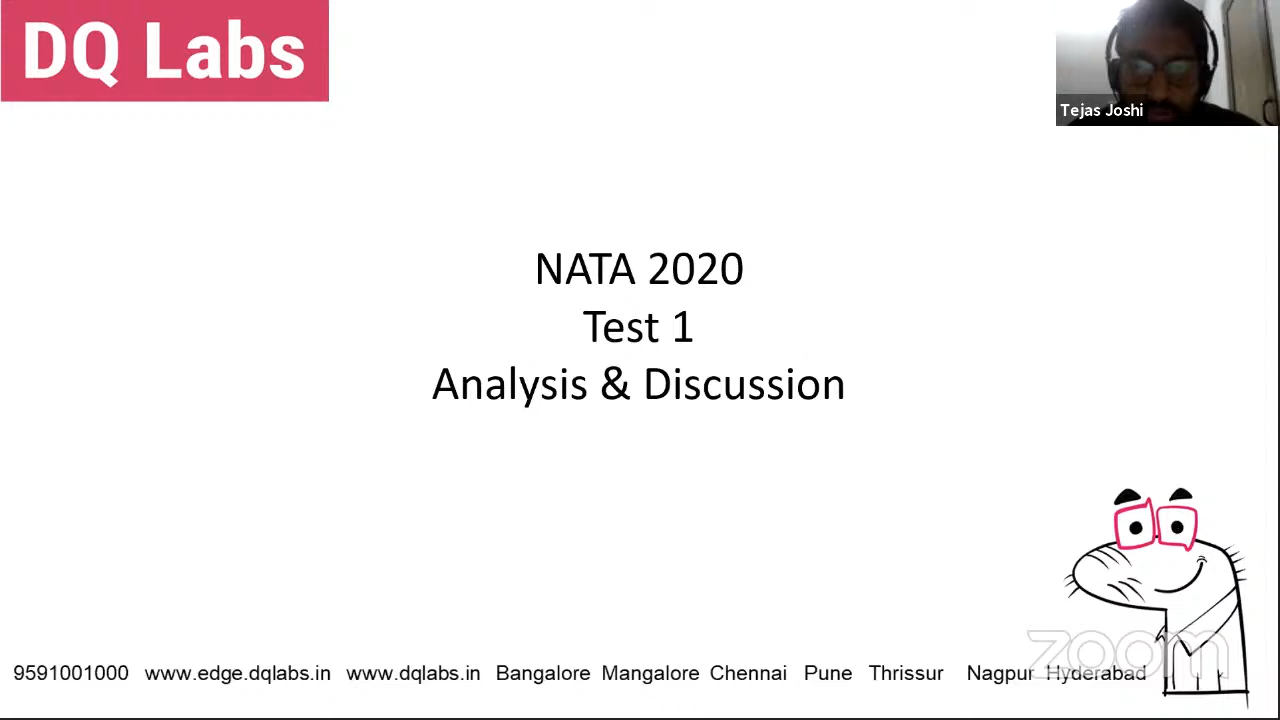 DQ Labs
Tejas Joshi
NATA 2020
Test 1
Analysis & Discussion
zoom
9591001000 www.edge.dqlabs.in www.dqlabs.in Bangalore Mangalore Chennai Pune Thrissur Nagpur Hyderabad